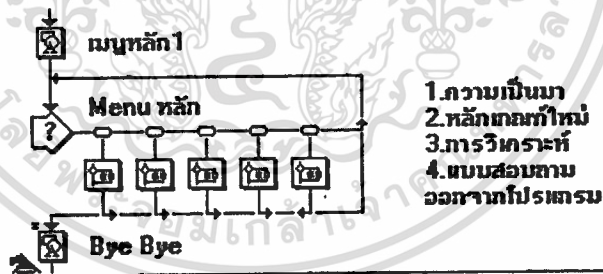 เมนูหลัก1
Menu หลัก
?
1.ความเป็นมา
2.หลักเกณฑ์ใหม่
3.การวิเคราะห์
4.แบบสอบถาม
ออกจากโปรแกรม
Bye Bye